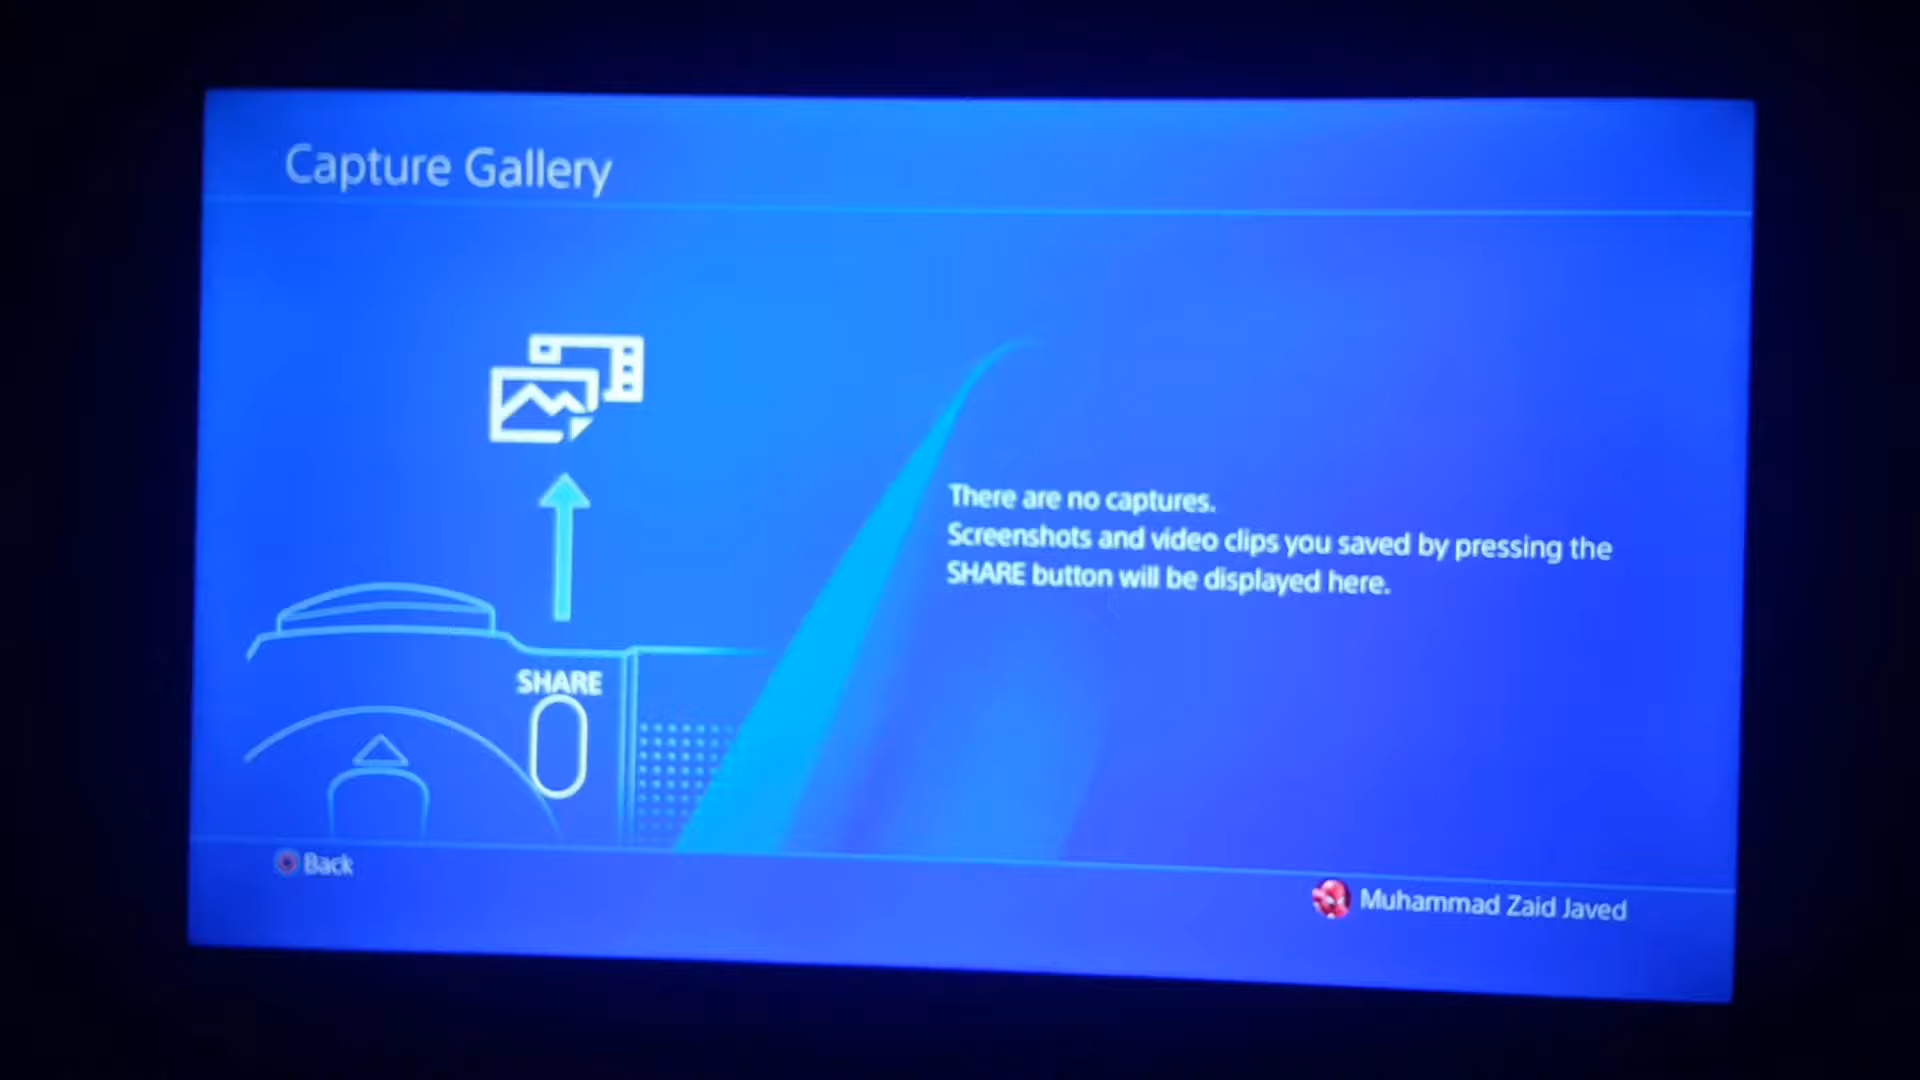 Capture Gallery
There are no captures.
Screenshots and video clips you saved by pressing the
SHARE button will be displayed here.
SHARE
Back
Muhammad Zaid Javed